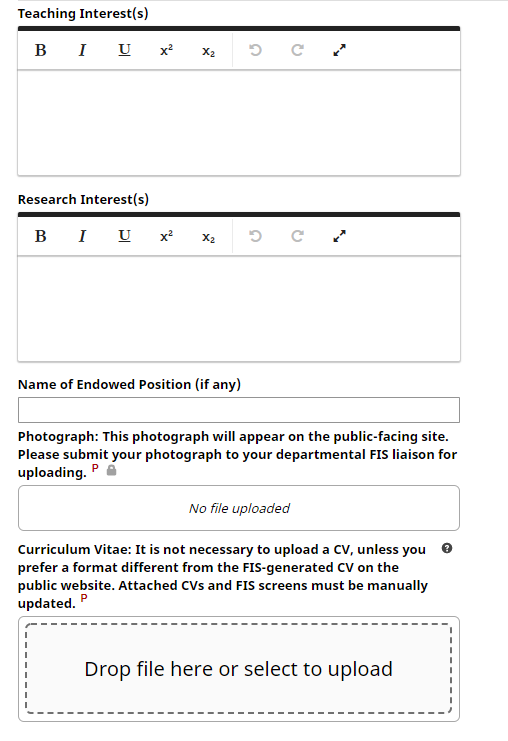 Teaching Interest(s)
B I U x² x₂
Research Interest(s)
B I U x² x₂
Name of Endowed Position (if any)
Photograph: This photograph will appear on the public-facing site.
Please submit your photograph to your departmental FIS liaison for
uploading. P
No file uploaded
Curriculum Vitae: It is not necessary to upload a CV, unless you ?
prefer a format different from the FIS-generated CV on the
public website. Attached CVs and FIS screens must be manually
updated. P
Drop file here or select to upload